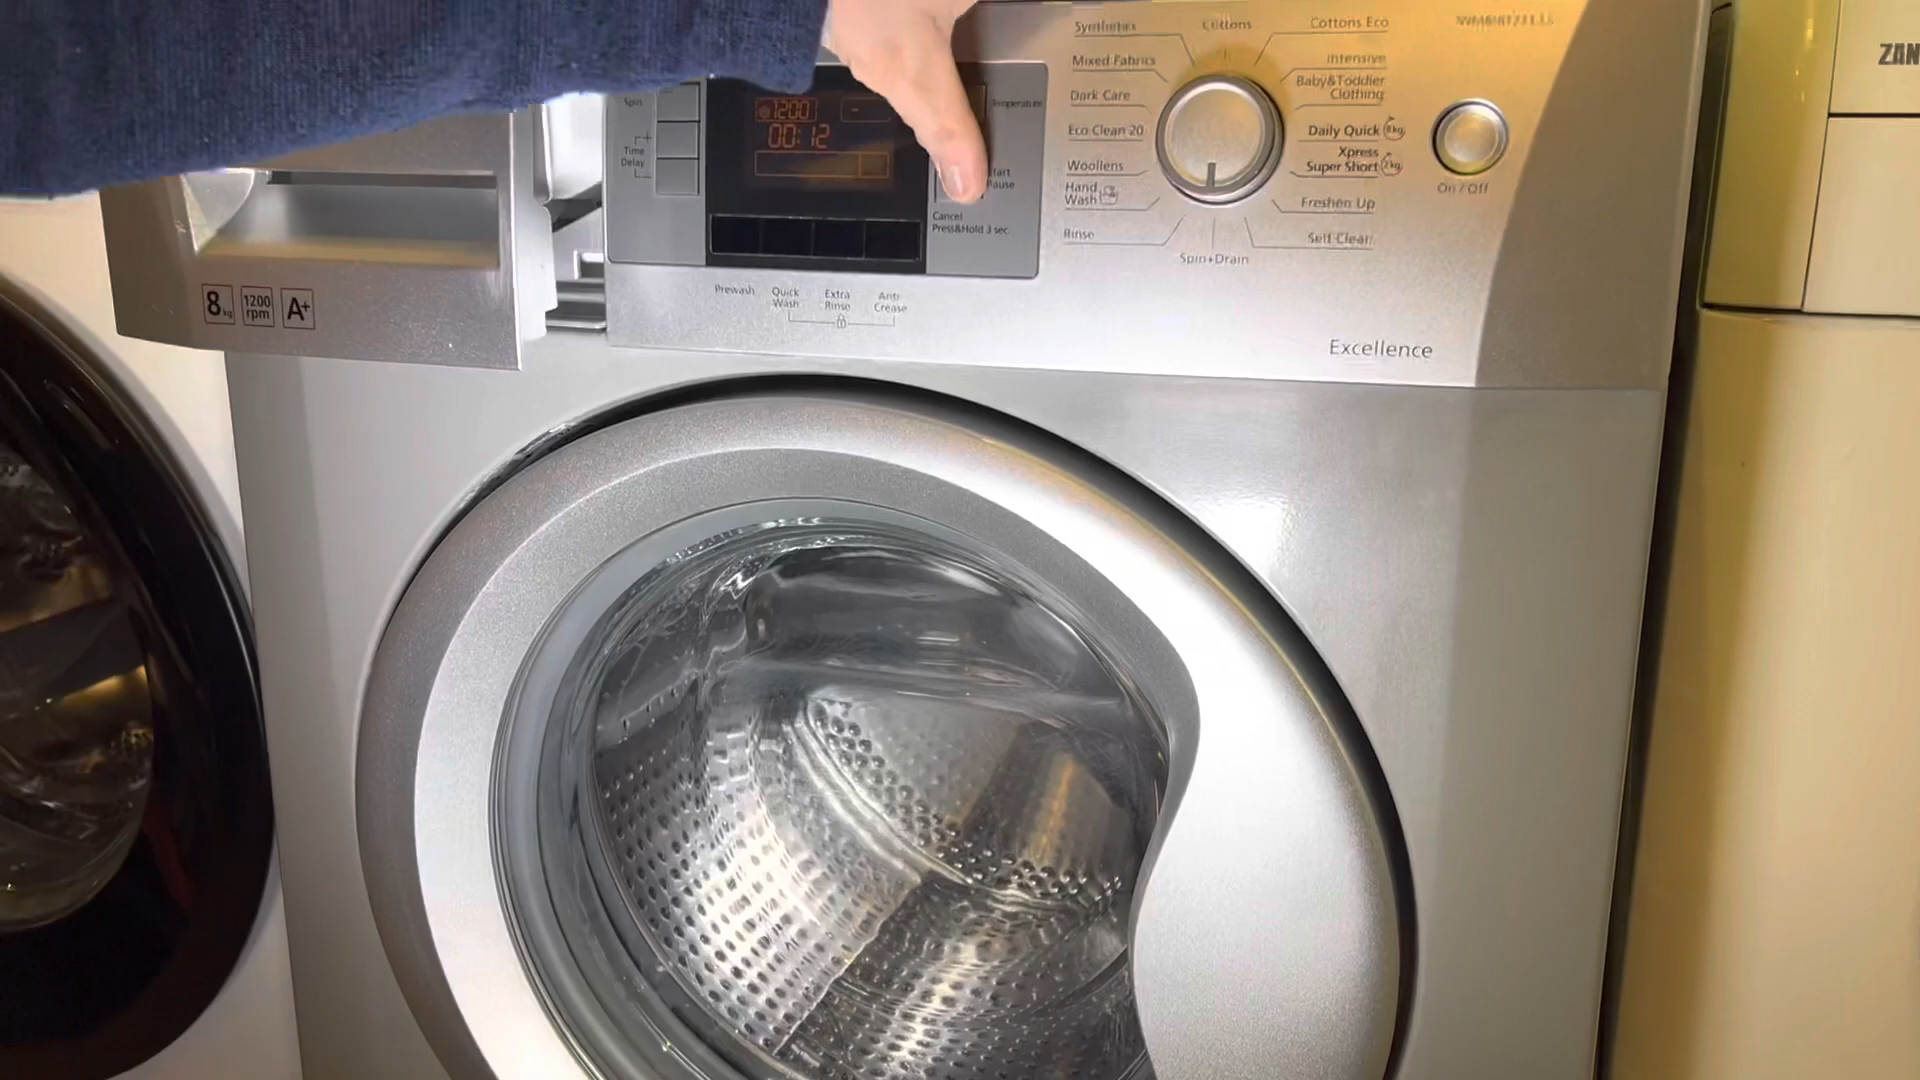 Synthetics
Cottons
Cottons Eco
Mixed Fabrics
Intensive
Dark Care
Baby&Toddler
Clothing
Eco Clean 20
Daily Quick 8kg
Woollens
Xpress
Super Short 2kg
Hand
Wash
Freshen Up
Rinse
Self Clean
Spin+Drain
On / Off
ZAN
Spin
+
Time
Delay
-
1200
-
00:12
Temperature
Start
Pause
Cancel
Press&Hold 3 sec.
Prewash
Quick
Wash
Extra
Rinse
Anti
Crease
8 kg
1200
rpm
A+
Excellence